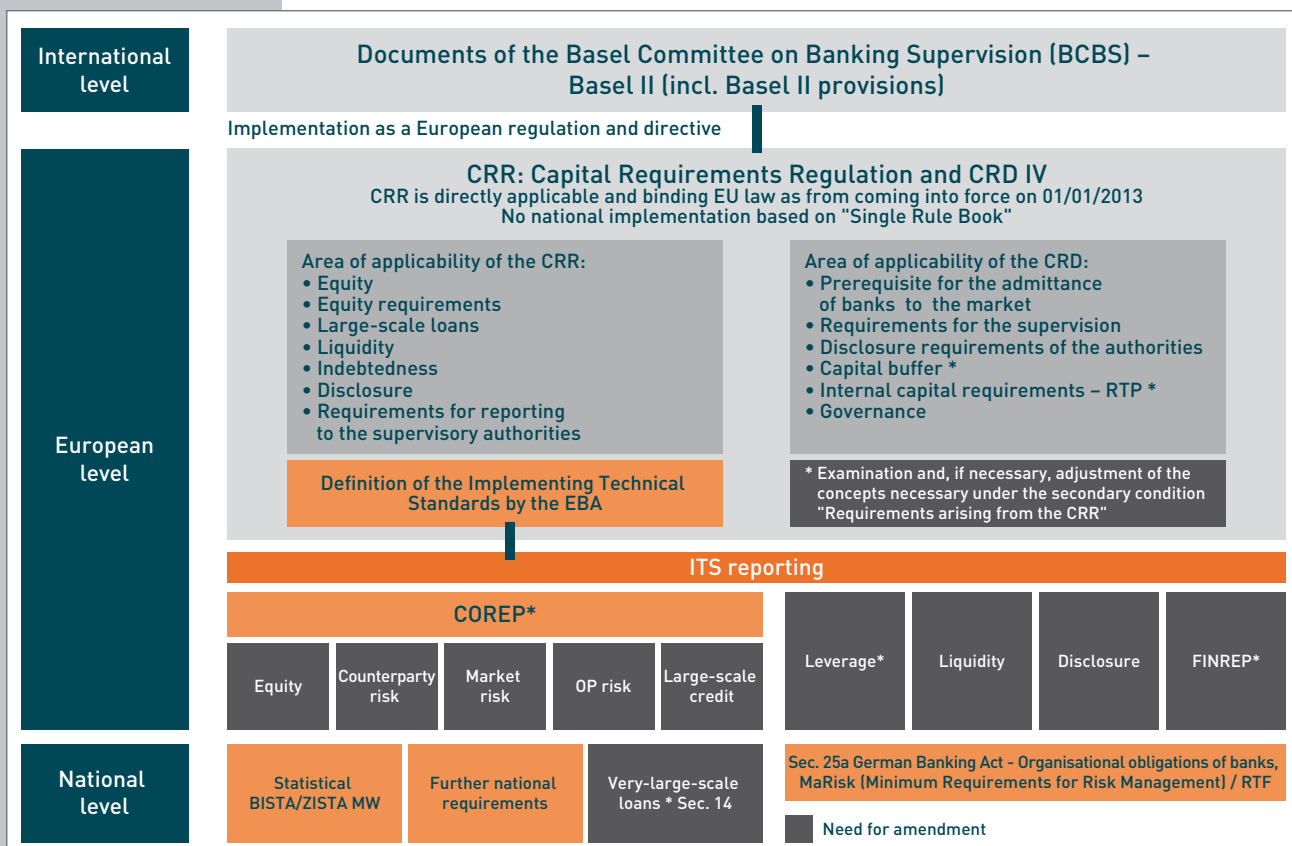 International
level
Documents of the Basel Committee on Banking Supervision (BCBS) –
Basel II (incl. Basel II provisions)
Implementation as a European regulation and directive
European
level
CRR: Capital Requirements Regulation and CRD IV
CRR is directly applicable and binding EU law as from coming into force on 01/01/2013
No national implementation based on "Single Rule Book"
Area of applicability of the CRR:
• Equity
• Equity requirements
• Large-scale loans
• Liquidity
• Indebtedness
• Disclosure
• Requirements for reporting
to the supervisory authorities
Area of applicability of the CRD:
• Prerequisite for the admittance
of banks to the market
• Requirements for the supervision
• Disclosure requirements of the authorities
• Capital buffer *
• Internal capital requirements – RTP *
• Governance
Definition of the Implementing Technical
Standards by the EBA
* Examination and, if necessary, adjustment of the
concepts necessary under the secondary condition
"Requirements arising from the CRR"
ITS reporting
COREP*
Equity
Counterparty
risk
Market
risk
OP risk
Large-scale
credit
Leverage*
Liquidity
Disclosure
FINREP*
National
level
Statistical
BISTA/ZISTA MW
Further national
requirements
Very-large-scale
loans * Sec. 14
Sec. 25a German Banking Act - Organisational obligations of banks,
MaRisk (Minimum Requirements for Risk Management) / RTF
Need for amendment